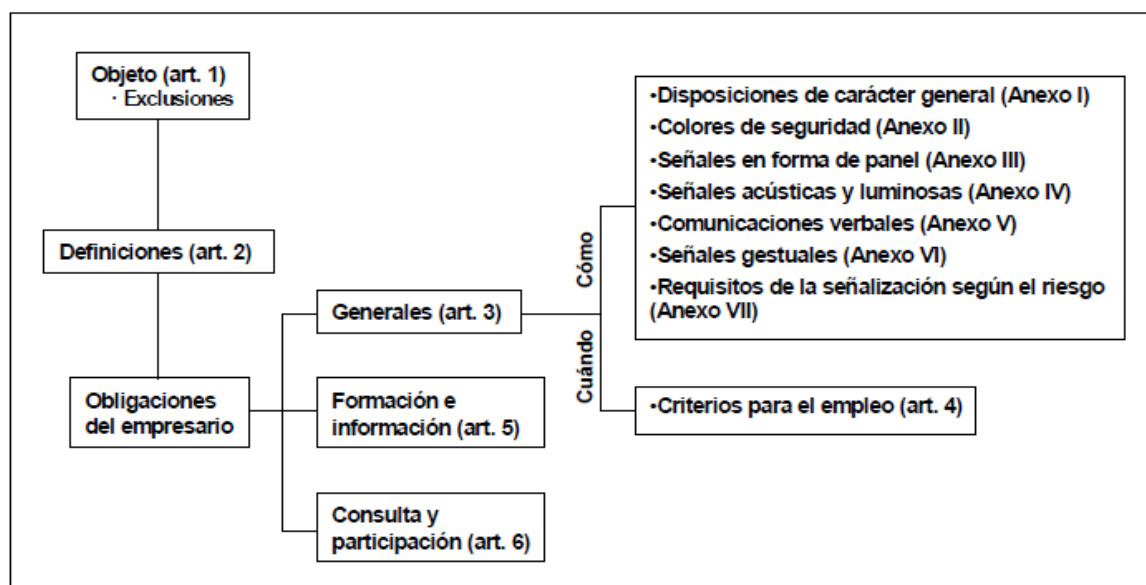 Objeto (art. 1)
· Exclusiones
Definiciones (art. 2)
Obligaciones
del empresario
Generales (art. 3)
Formación e
información (art. 5)
Consulta y
participación (art. 6)
Cómo
Cuándo
•Disposiciones de carácter general (Anexo I)
•Colores de seguridad (Anexo II)
•Señales en forma de panel (Anexo III)
•Señales acústicas y luminosas (Anexo IV)
•Comunicaciones verbales (Anexo V)
•Señales gestuales (Anexo VI)
•Requisitos de la señalización según el riesgo
(Anexo VII)
•Criterios para el empleo (art. 4)